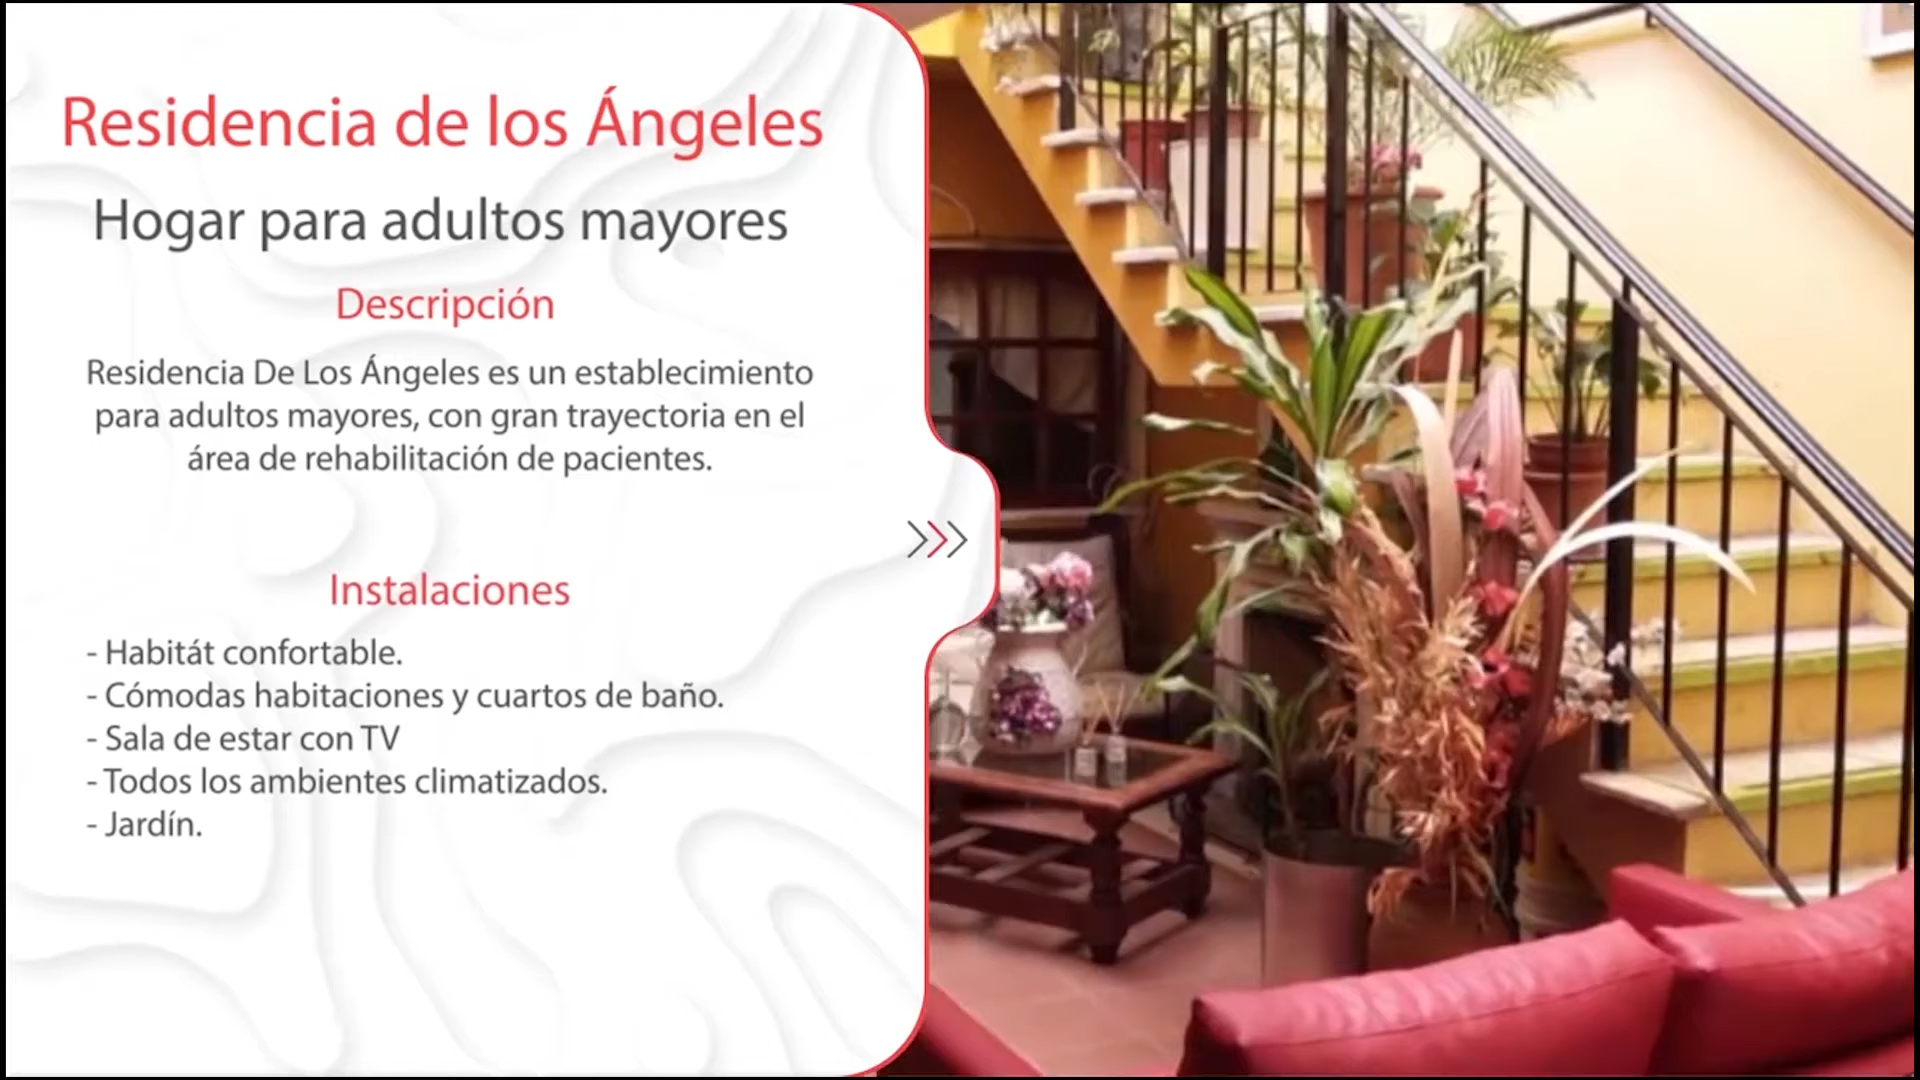 Residencia de los Ángeles
Hogar para adultos mayores
Descripción
Residencia De Los Ángeles es un establecimiento
para adultos mayores, con gran trayectoria en el
área de rehabilitación de pacientes.
Instalaciones
- Habitát confortable.
- Cómodas habitaciones y cuartos de baño.
- Sala de estar con TV
- Todos los ambientes climatizados.
- Jardín.